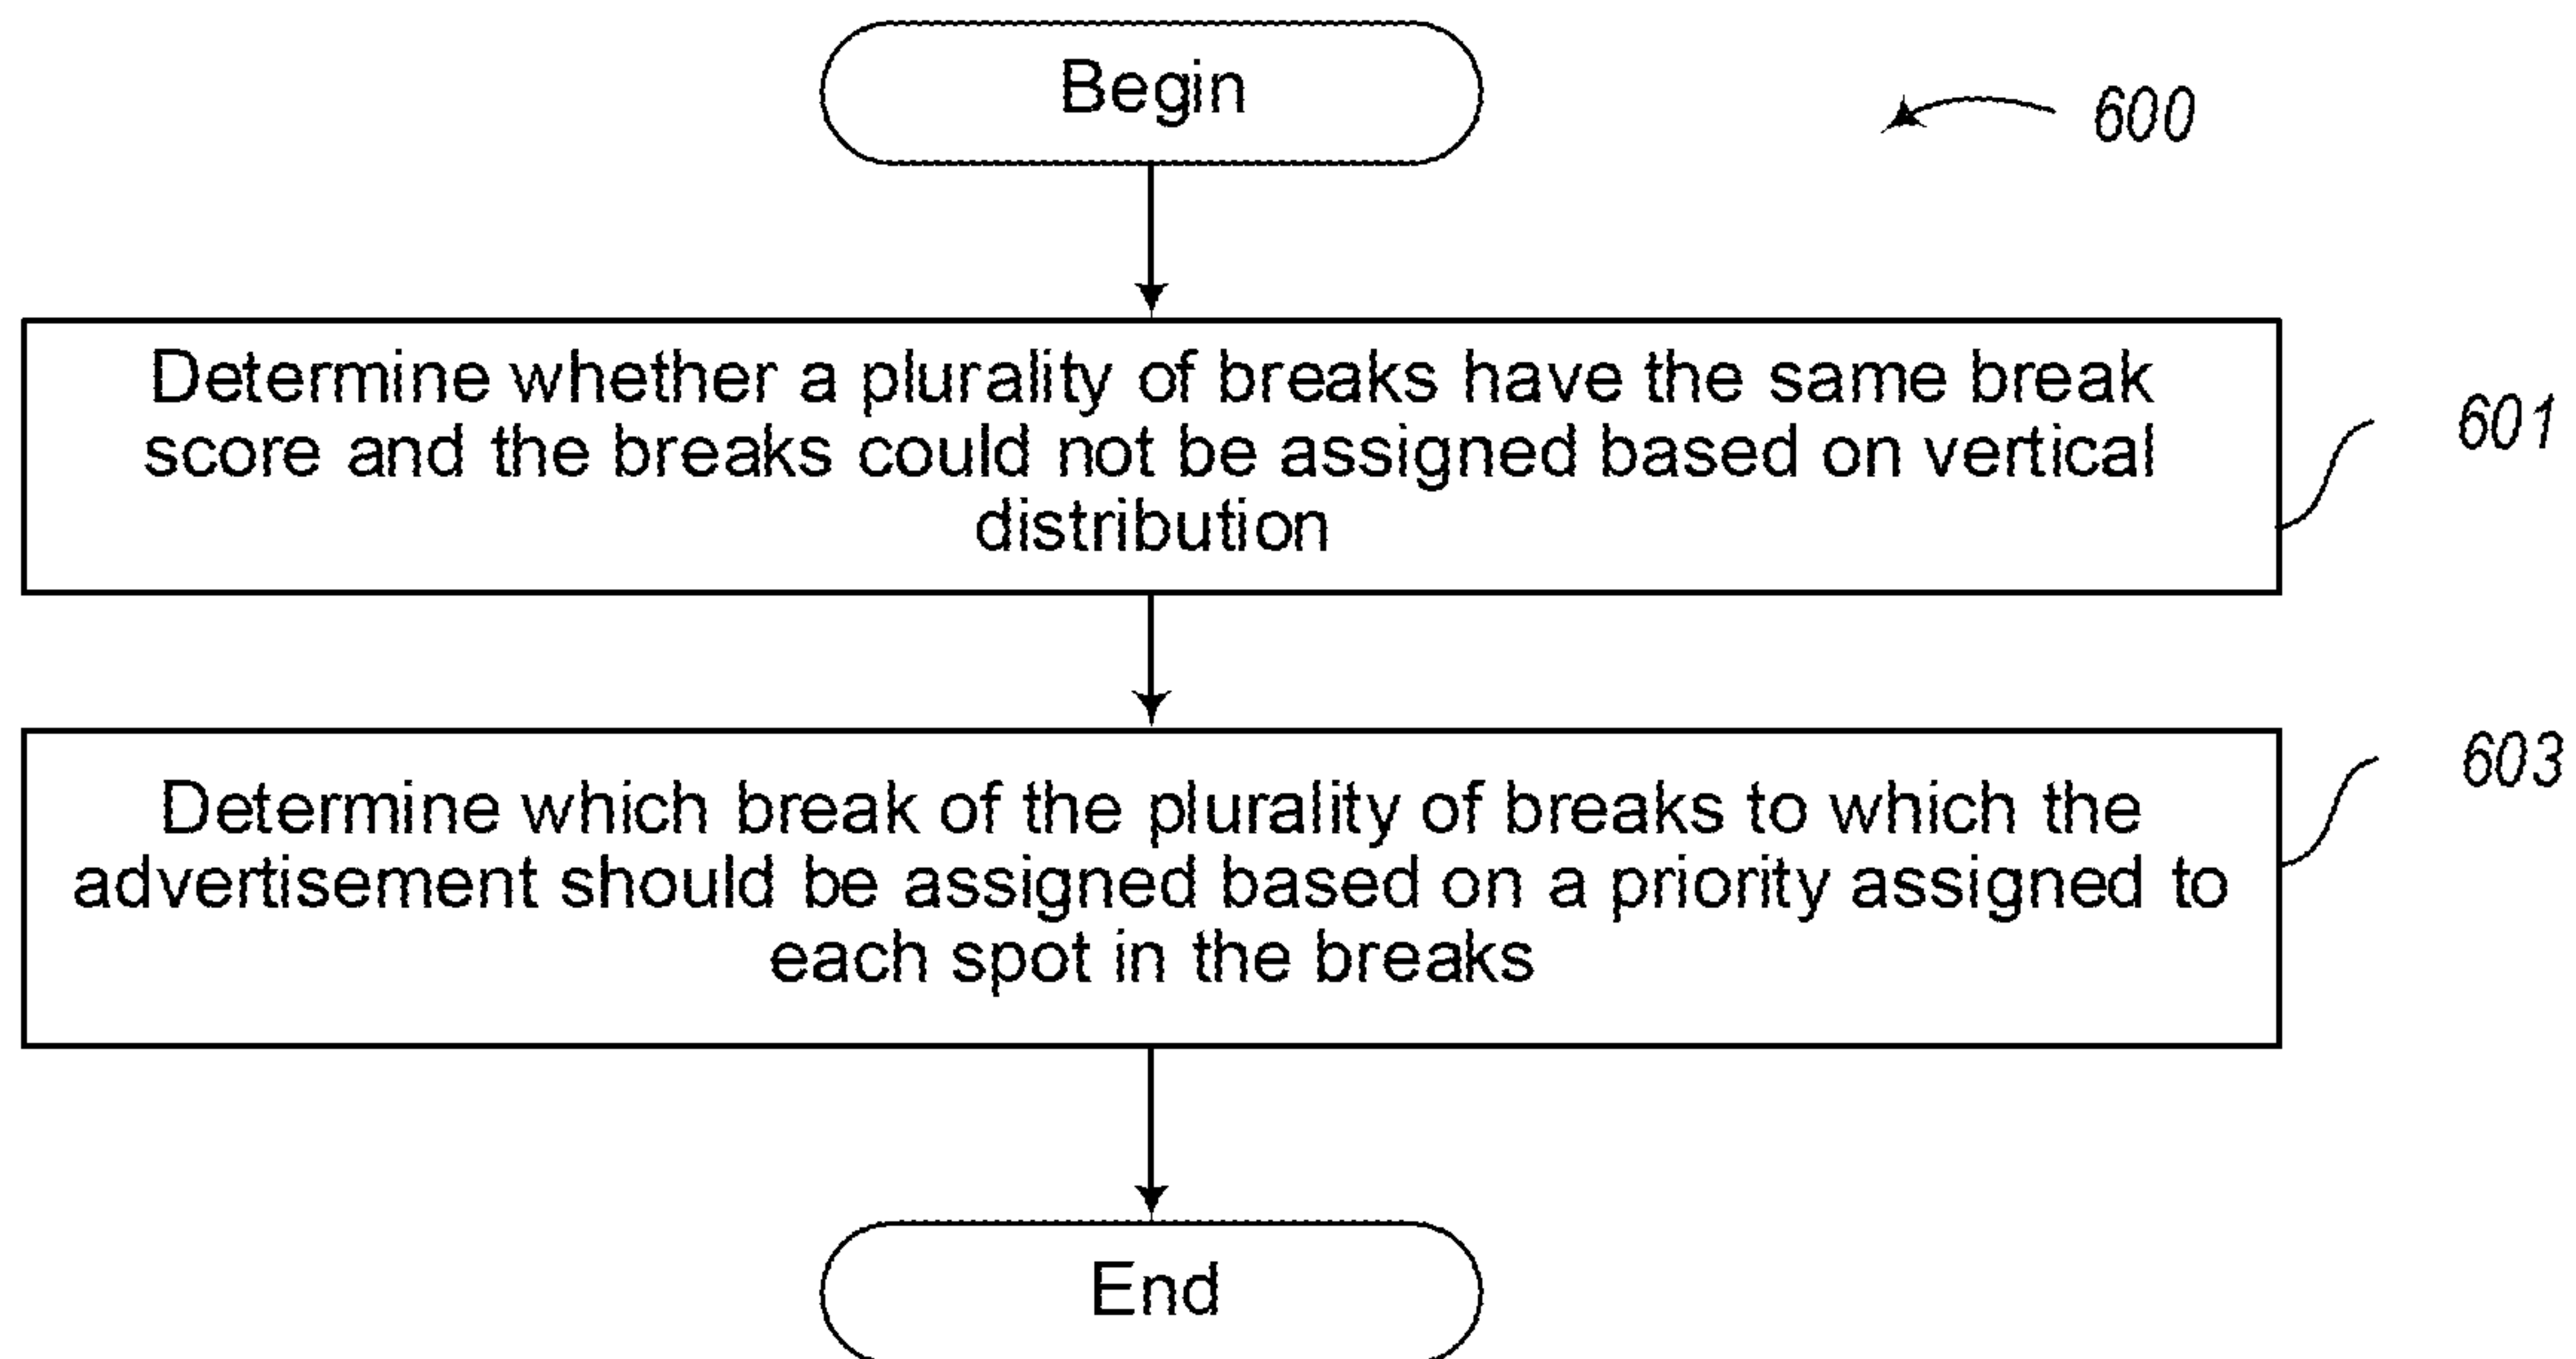 Begin
600
Determine whether a plurality of breaks have the same break
score and the breaks could not be assigned based on vertical
distribution
601
Determine which break of the plurality of breaks to which the
advertisement should be assigned based on a priority assigned to
each spot in the breaks
603
End